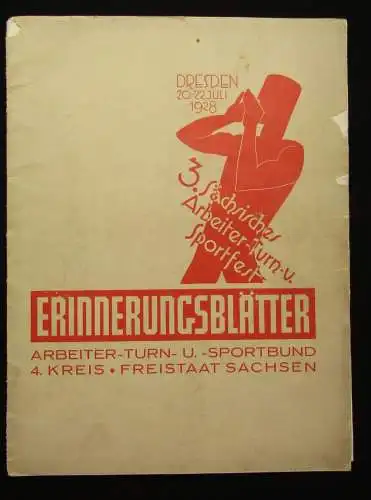 DRESDEN
20-22.JULI
1928
3. Sächsisches
Arbeiter-Turn-u.
Sportfest
ERINNERUNGSBLÄTTER
ARBEITER-TURN- U. -SPORTBUND
4. KREIS • FREISTAAT SACHSEN